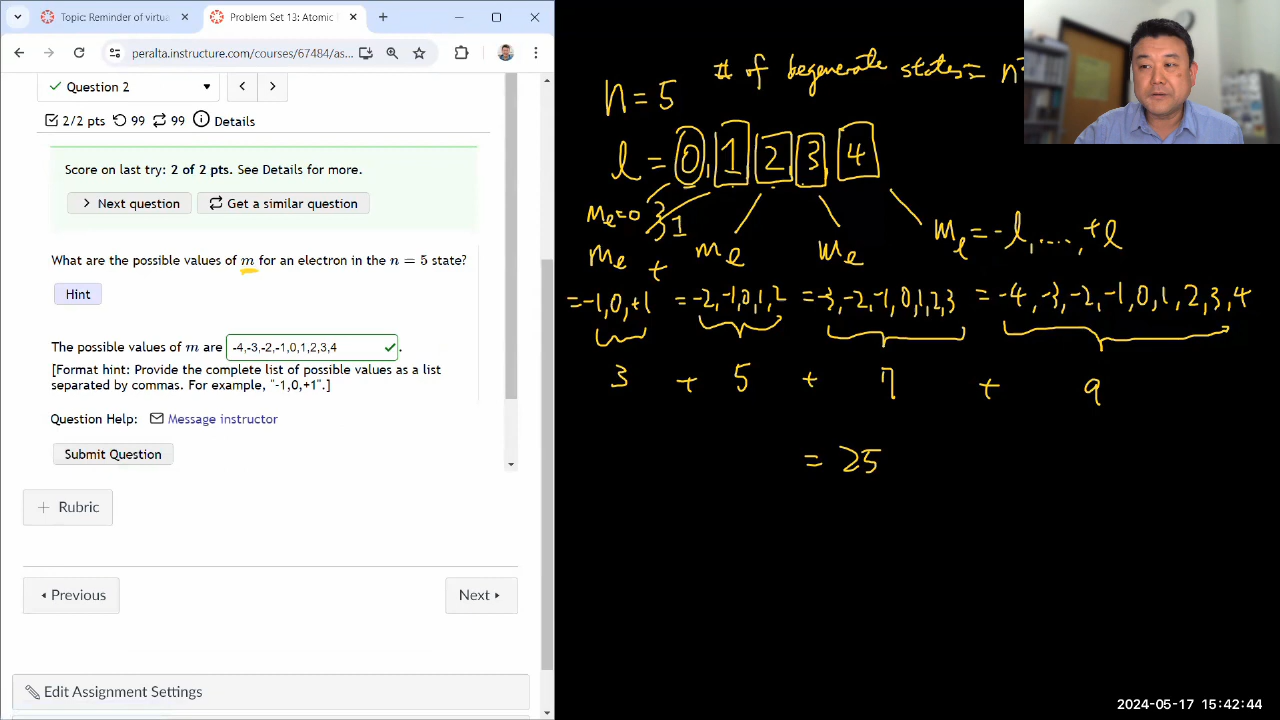 Topic: Reminder of virtua
Problem Set 13: Atomic
peralta.instructure.com/courses/67484/as...
Question 2
2/2 pts 99 99 Details
Score on last try: 2 of 2 pts. See Details for more.
Next question
Get a similar question
What are the possible values of m for an electron in the n = 5 state?
Hint
The possible values of m are -4,-3,-2,-1,0,1,2,3,4 .
[Format hint: Provide the complete list of possible values as a list
separated by commas. For example, "-1,0,+1".]
Question Help: Message instructor
Submit Question
+ Rubric
Previous
Next
Edit Assignment Settings
# of degenerate states = n
n = 5
l = 0, 1 2 3 4
m_l=0 } 1
m_l + m_l m_l m_l = -l, ...., +l
= -1, 0, +1 = -2, -1, 0, 1, 2 = -3, -2, -1, 0, 1, 2, 3 = -4, -3, -2, -1, 0, 1, 2, 3, 4
3 + 5 + 7 + 9
= 25
2024-05-17 15:42:44